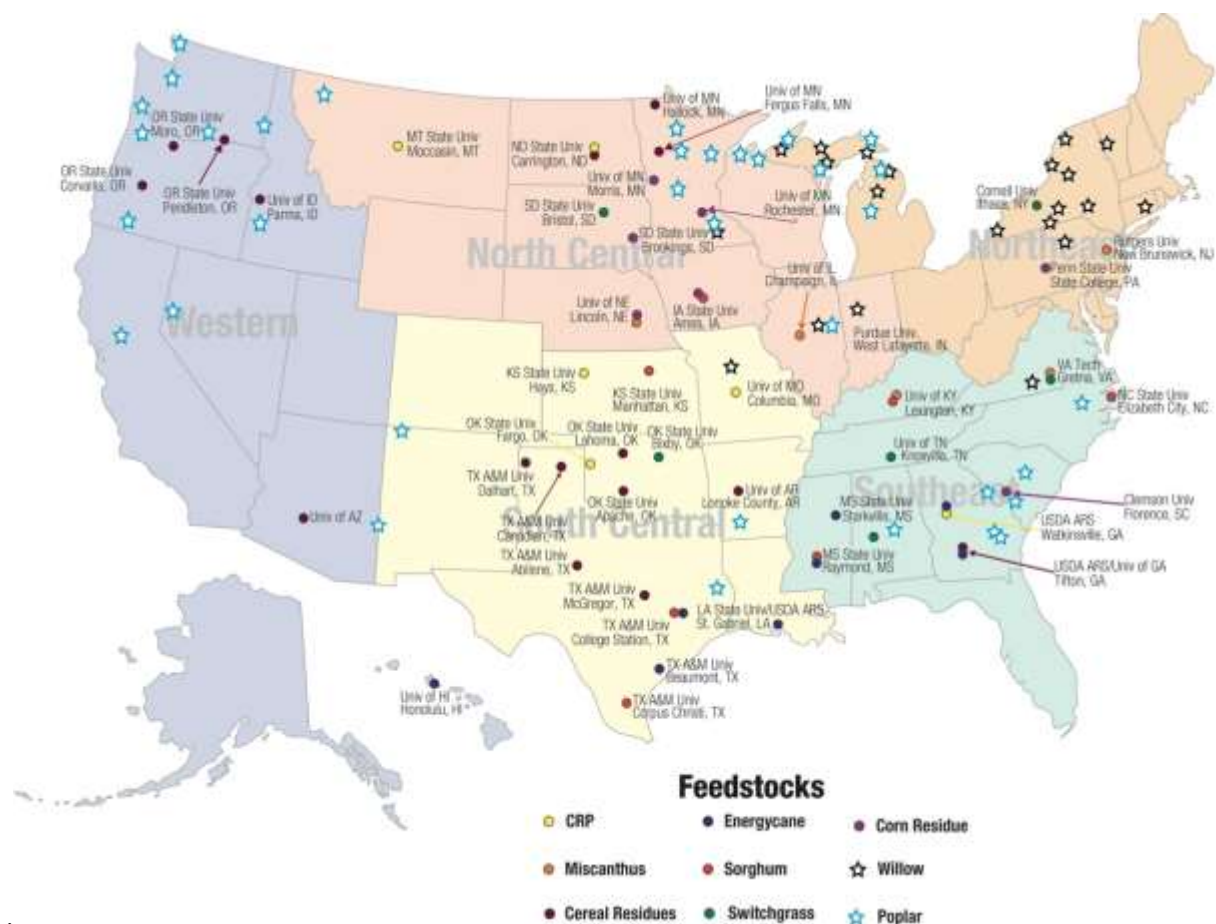 OR State Univ
Moro, OR
OR State Univ
Corvallis, OR
OR State Univ
Pendleton, OR
Univ of ID
Parma, ID
MT State Univ
Moccasin, MT
ND State Univ
Carrington, ND
Univ of MN
Hallock, MN
Univ of MN
Fergus Falls, MN
Univ of MN
Morris, MN
SD State Univ
Bristol, SD
SD State Univ
Brookings, SD
Univ of MN
Rochester, MN
North Central
Cornell Univ
Ithaca, NY
Northeast
Rutgers Univ
New Brunswick, NJ
Penn State Univ
State College, PA
Western
Univ of NE
Lincoln, NE
IA State Univ
Ames, IA
Univ of IL
Champaign, IL
Purdue Univ.
West Lafayette, IN
KS State Univ
Hays, KS
KS State Univ
Manhattan, KS
Univ of MO
Columbia, MO
Univ of KY
Lexington, KY
VA Tech
Gretna, VA
NC State Univ
Elizabeth City, NC
OK State Univ
Fargo, OK
OK State Univ
Lahoma, OK
OK State Univ
Bixby, OK
Univ of TN
Knoxville, TN
TX A&M Univ
Dalhart, TX
OK State Univ
Apache, OK
Univ of AR
Lonoke County, AR
Southeast
MS State Univ
Starkville, MS
Clemson Univ
Florence, SC
Univ of AZ
TX A&M Univ
Canadian, TX
South Central
USDA ARS
Watkinsville, GA
TX A&M Univ
Abilene, TX
MS State Univ
Raymond, MS
USDA ARS/Univ of GA
Tifton, GA
TX A&M Univ
McGregor, TX
TX A&M Univ
College Station, TX
LA State Univ/USDA ARS
St. Gabriel, LA
TX A&M Univ
Beaumont, TX
Univ of HI
Honolulu, HI
TX A&M Univ
Corpus Christi, TX
Feedstocks
CRP
Energycane
Corn Residue
Miscanthus
Sorghum
Willow
Cereal Residues
Switchgrass
Poplar